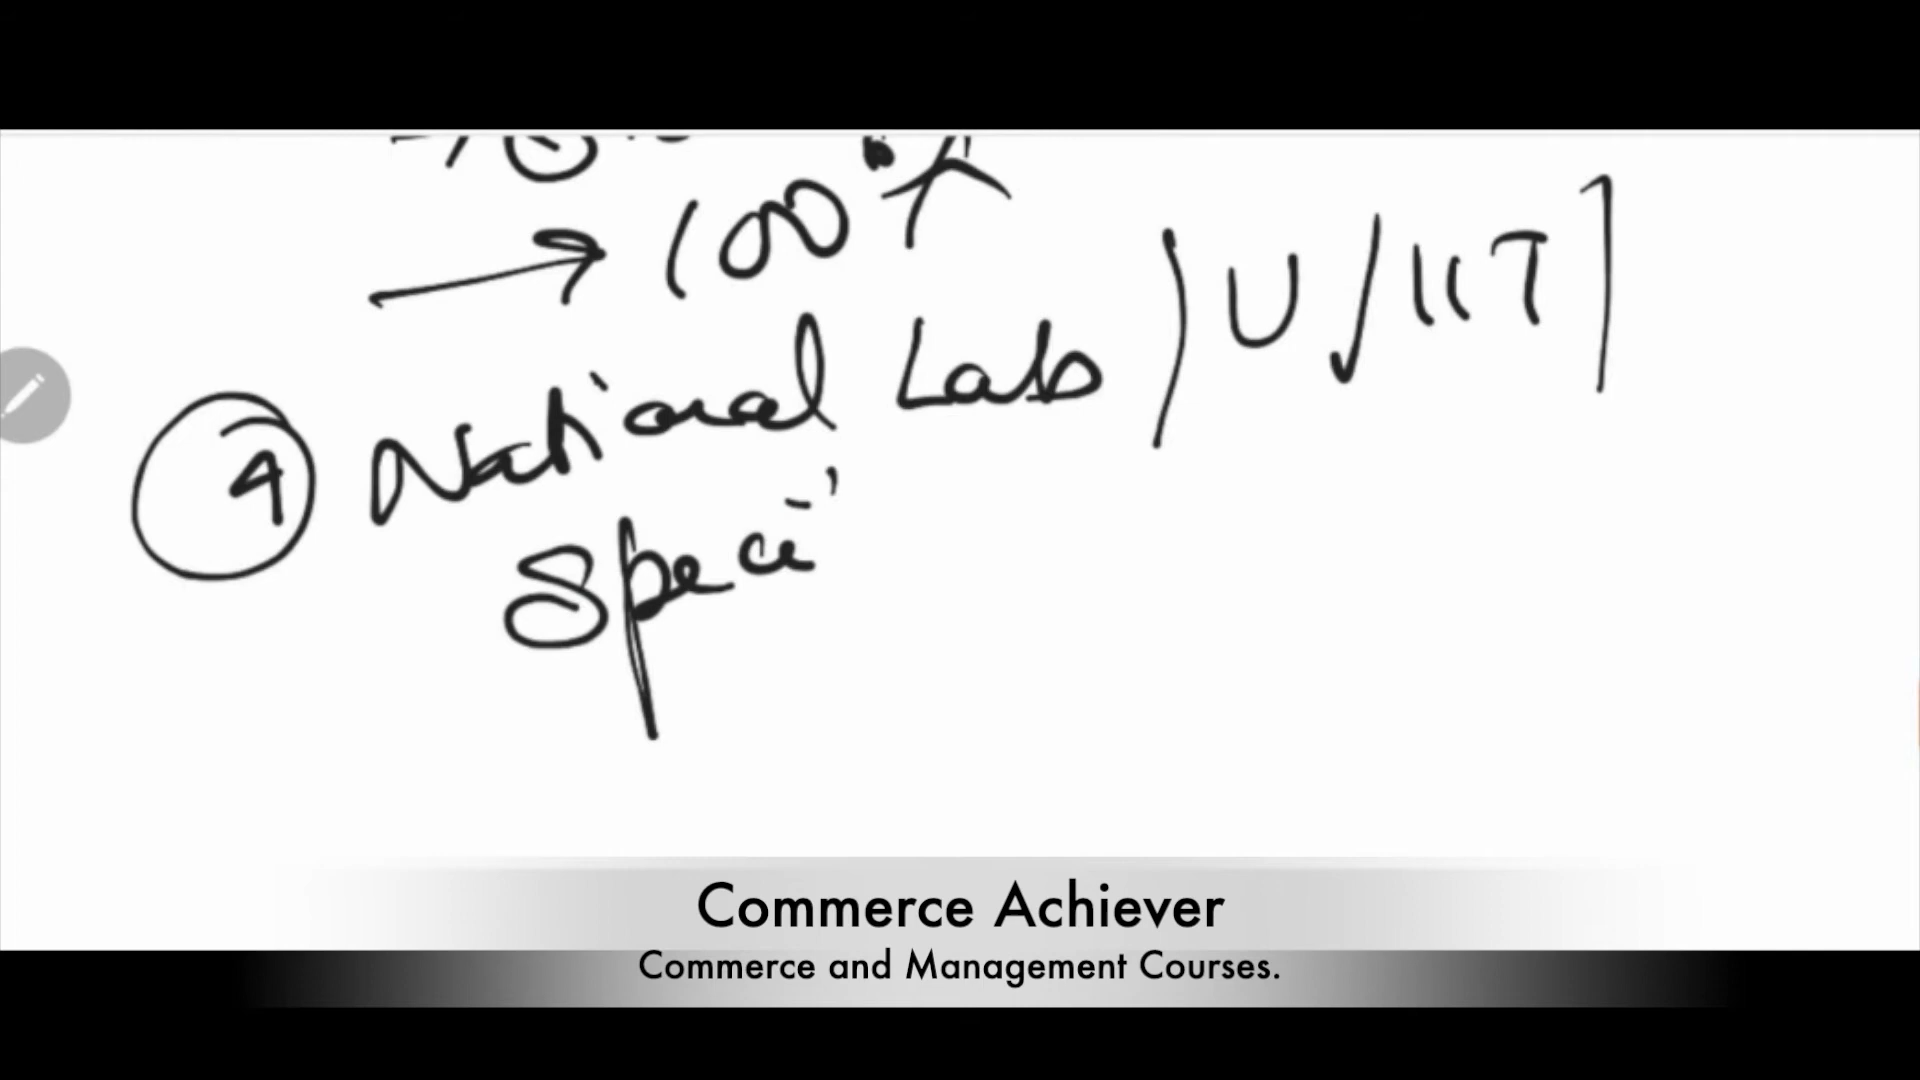 → 100%
④ National Lab / U / IIT ]
Speci
Commerce Achiever
Commerce and Management Courses.